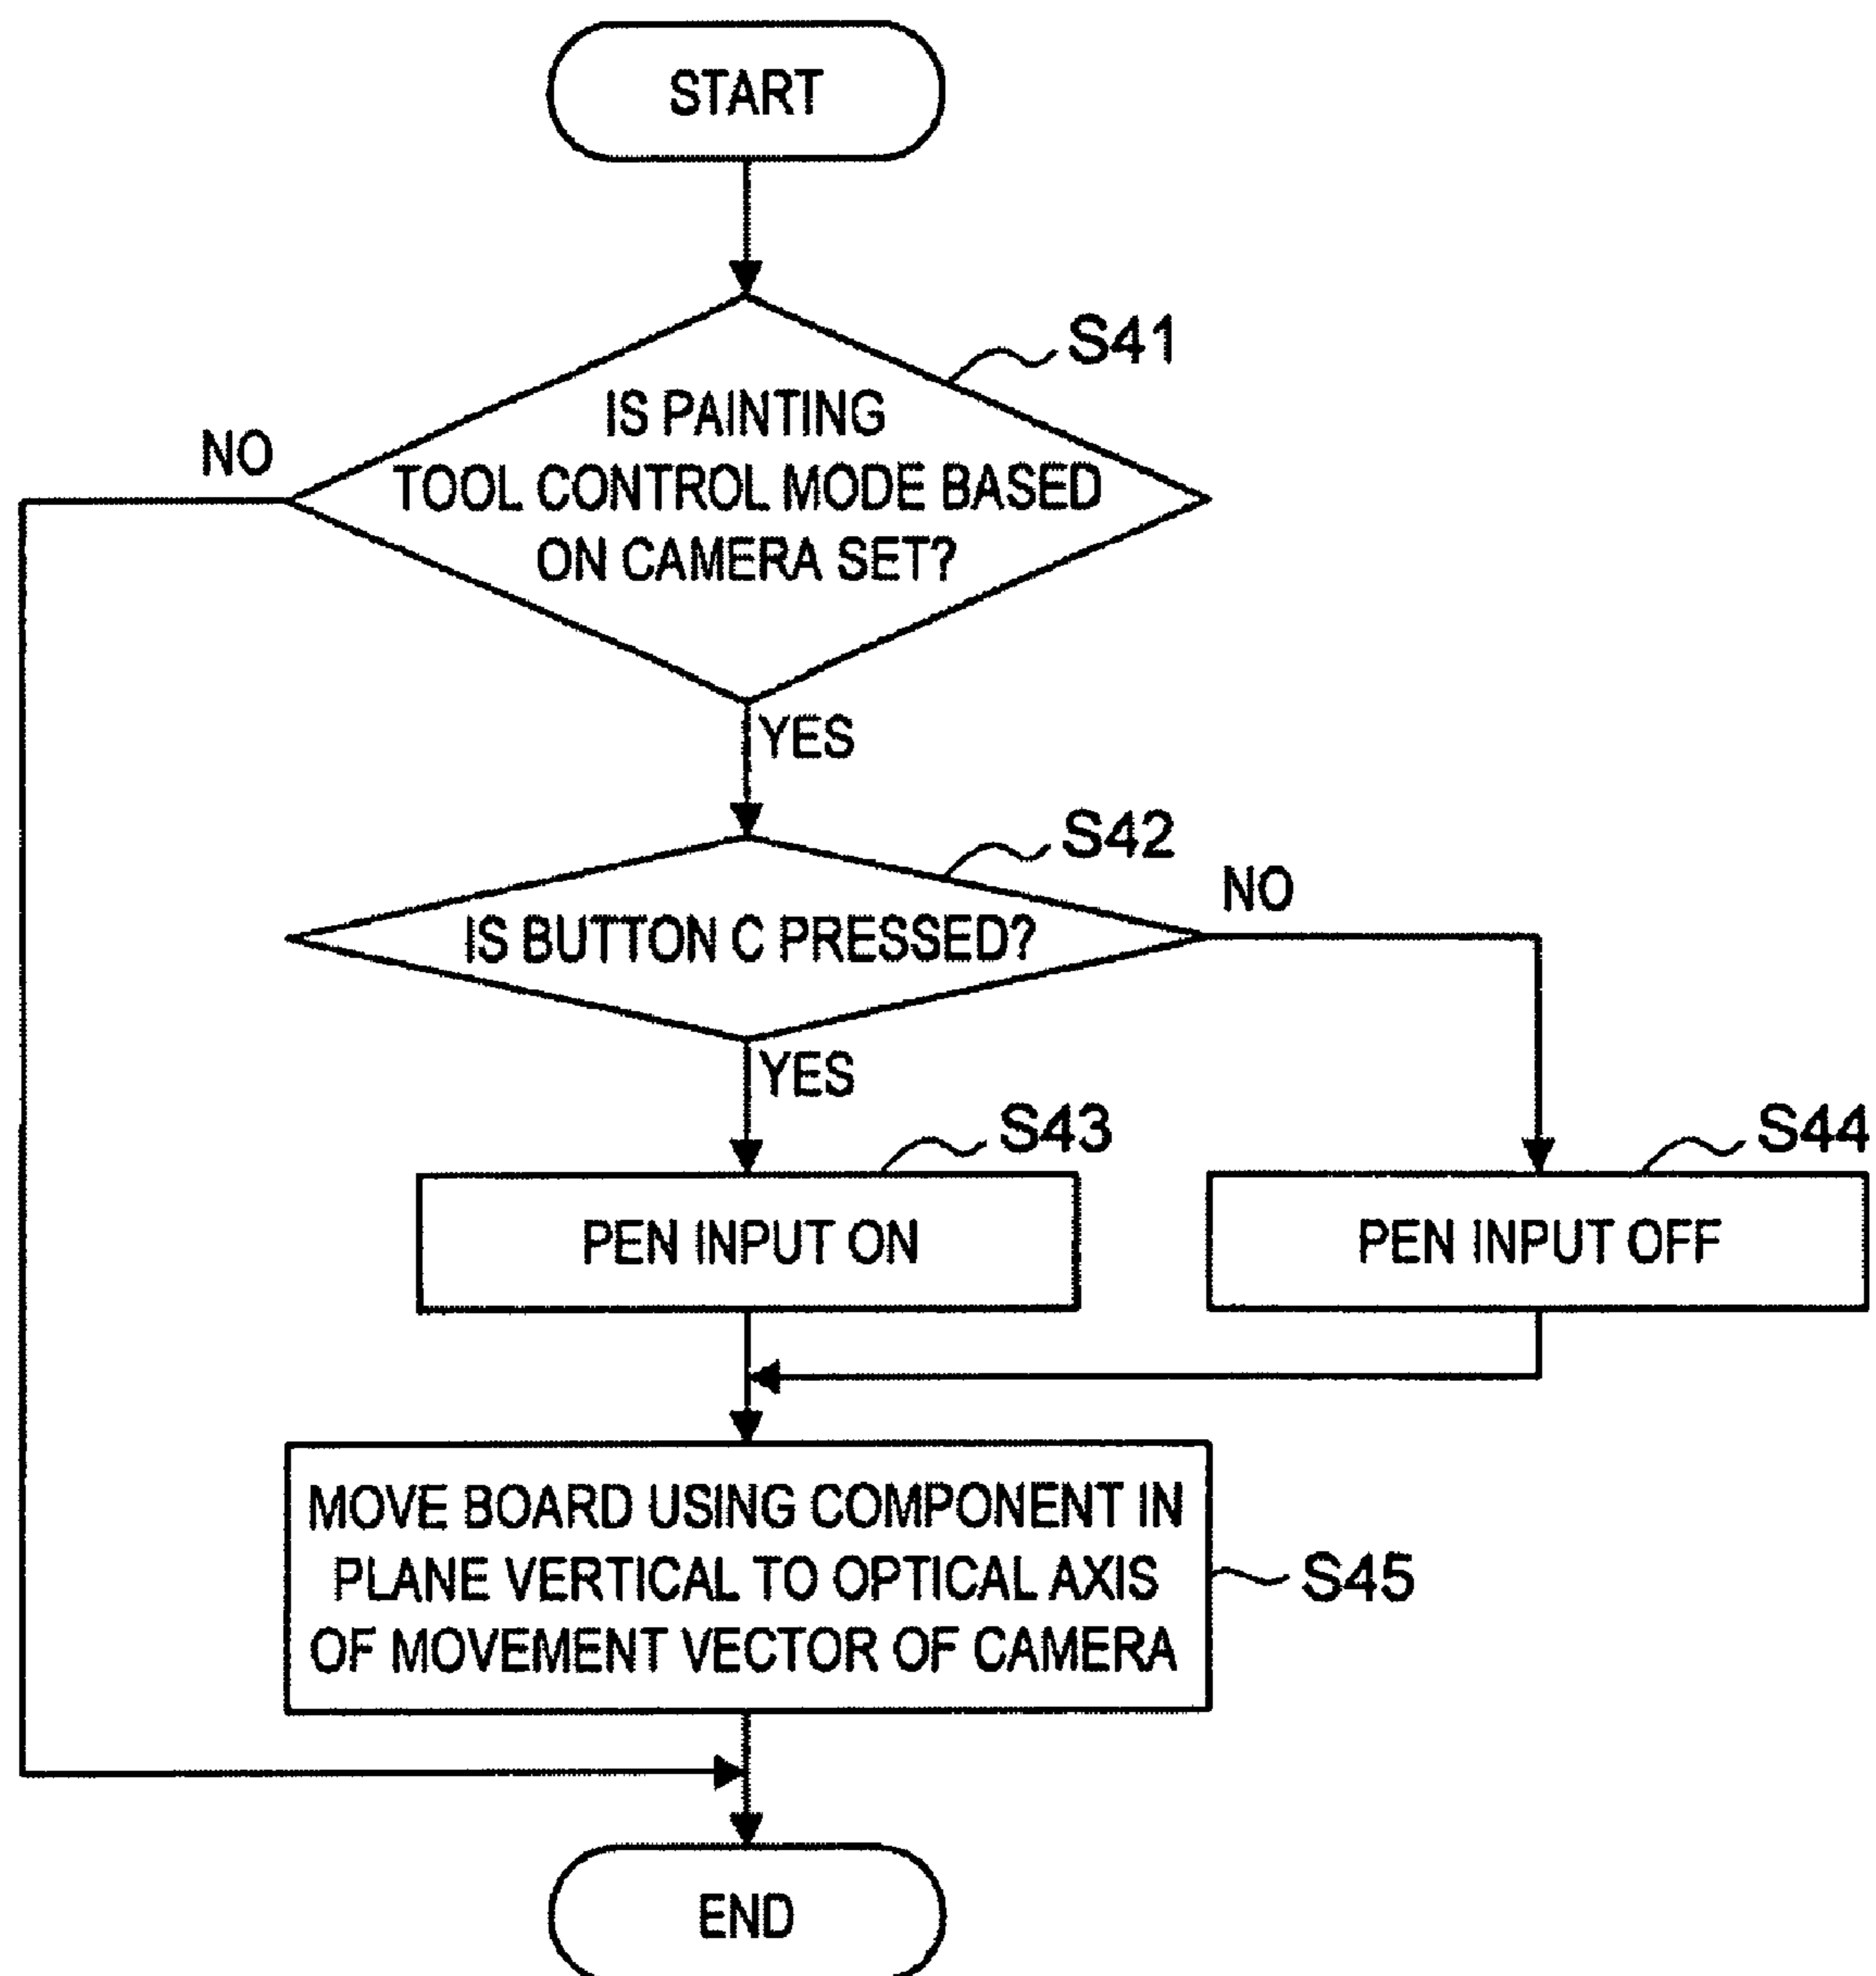 START
S41
IS PAINTING
TOOL CONTROL MODE BASED
ON CAMERA SET?
NO
YES
S42
IS BUTTON C PRESSED?
NO
YES
S43
PEN INPUT ON
S44
PEN INPUT OFF
MOVE BOARD USING COMPONENT IN
PLANE VERTICAL TO OPTICAL AXIS
OF MOVEMENT VECTOR OF CAMERA
S45
END